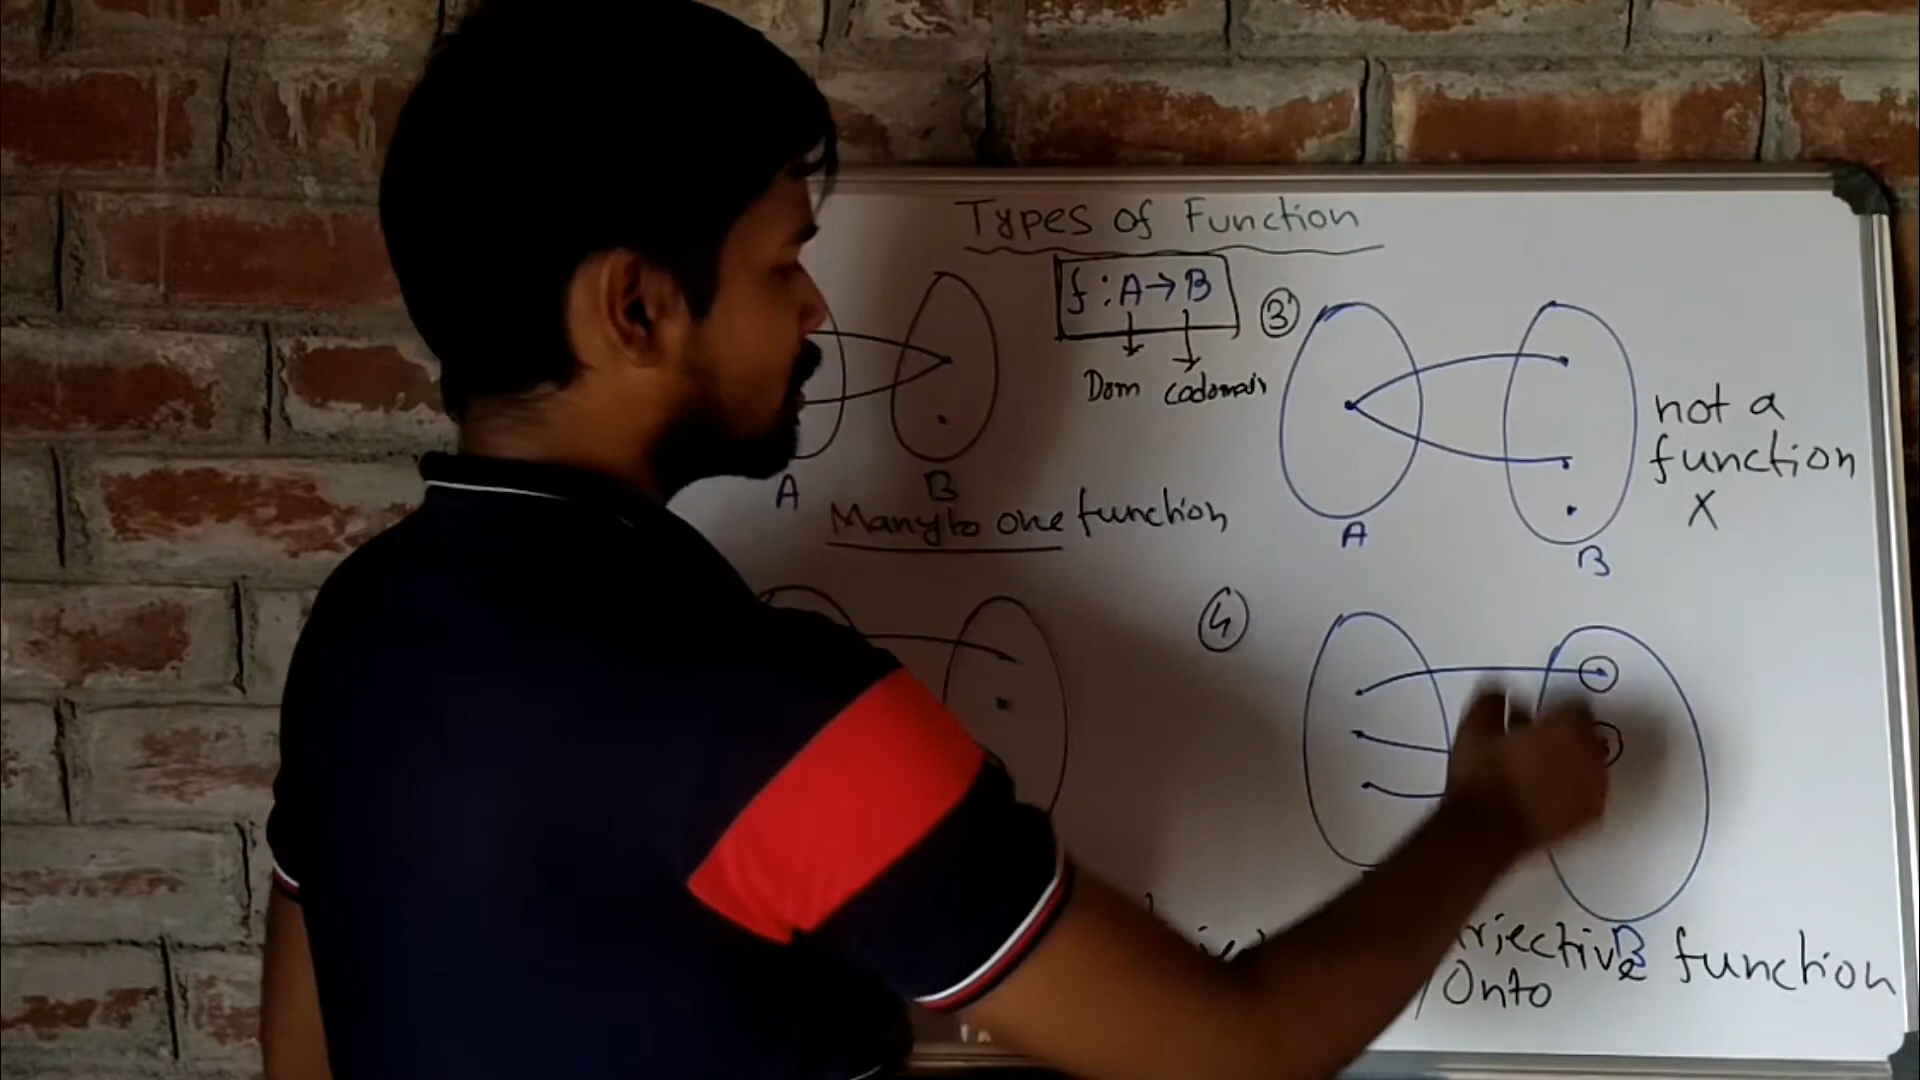 Types of Function
f : A → B
Dom codomain
3
not a
function
X
A B
A
B
Many to one function
4
B
function
/Onto